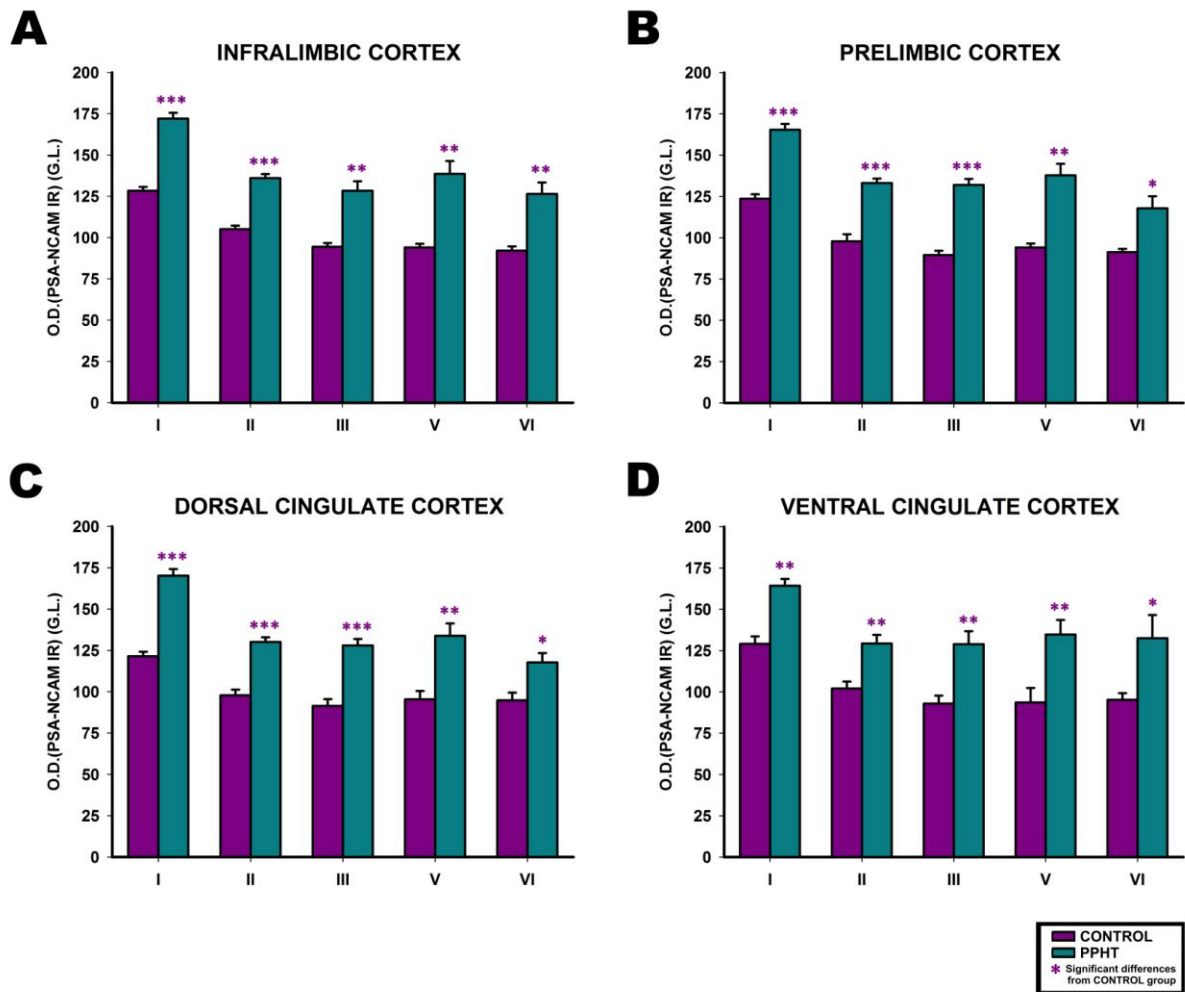 A
INFRALIMBIC CORTEX
O.D.(PSA-NCAM IR) (G.L.)
200
175
150
125
100
75
50
25
0
***
***
**
**
**
I
II
III
V
VI
B
PRELIMBIC CORTEX
O.D.(PSA-NCAM IR) (G.L.)
200
175
150
125
100
75
50
25
0
***
***
***
**
*
I
II
III
V
VI
C
DORSAL CINGULATE CORTEX
O.D.(PSA-NCAM IR) (G.L.)
200
175
150
125
100
75
50
25
0
***
***
***
**
*
I
II
III
V
VI
D
VENTRAL CINGULATE CORTEX
O.D.(PSA-NCAM IR) (G.L.)
200
175
150
125
100
75
50
25
0
**
**
**
**
*
I
II
III
V
VI
CONTROL
PPHT
* Significant differences
from CONTROL group